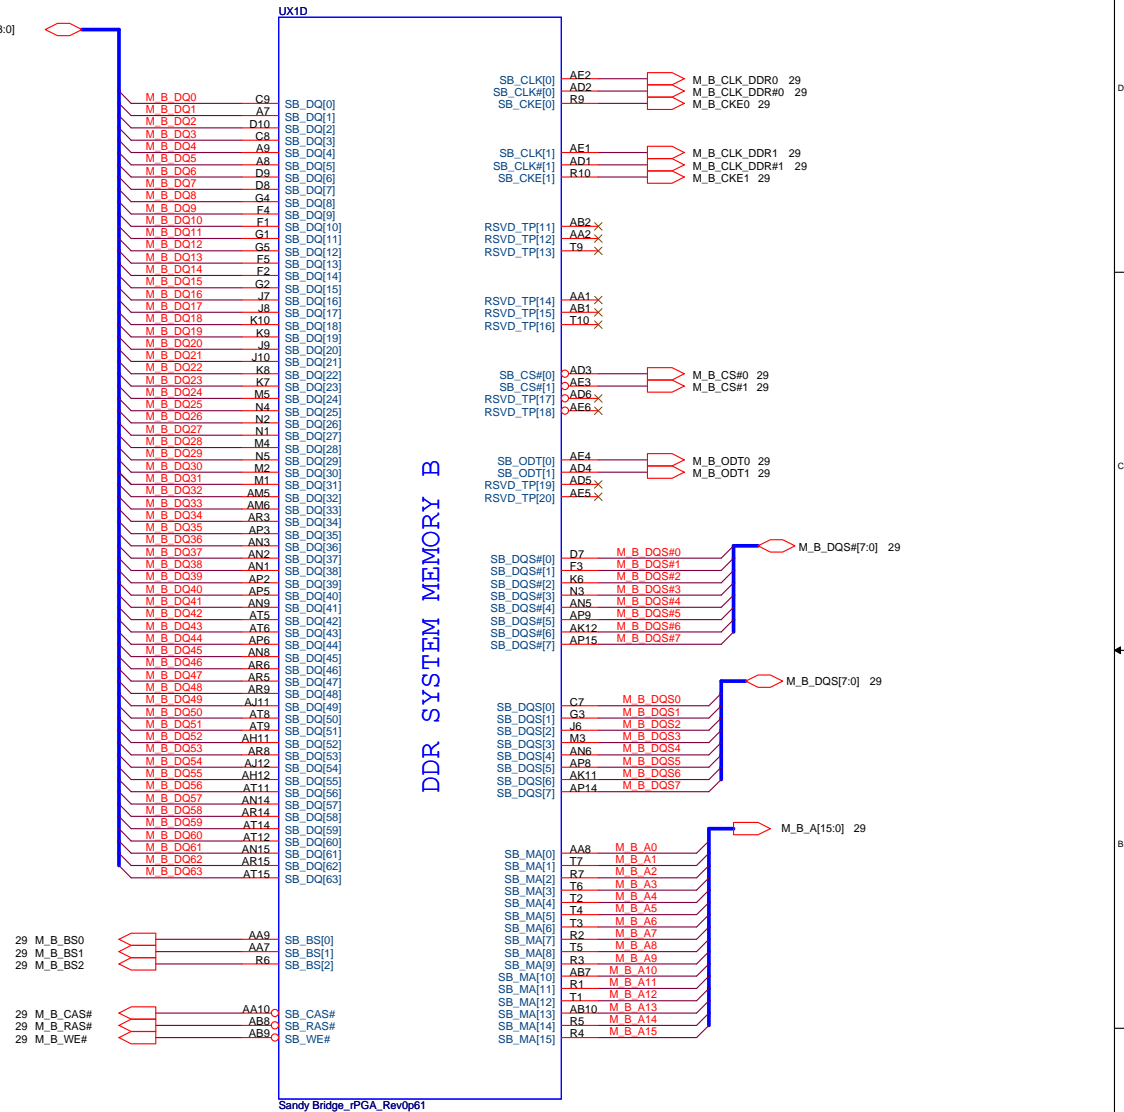 UX1D
3:0]
M_B_DQ0 C9 SB_DQ[0]
M_B_DQ1 A7 SB_DQ[1]
M_B_DQ2 D10 SB_DQ[2]
M_B_DQ3 C8 SB_DQ[3]
M_B_DQ4 A9 SB_DQ[4]
M_B_DQ5 A8 SB_DQ[5]
M_B_DQ6 D9 SB_DQ[6]
M_B_DQ7 D8 SB_DQ[7]
M_B_DQ8 G4 SB_DQ[8]
M_B_DQ9 F4 SB_DQ[9]
M_B_DQ10 F1 SB_DQ[10]
M_B_DQ11 G1 SB_DQ[11]
M_B_DQ12 G5 SB_DQ[12]
M_B_DQ13 F5 SB_DQ[13]
M_B_DQ14 F2 SB_DQ[14]
M_B_DQ15 G2 SB_DQ[15]
M_B_DQ16 J7 SB_DQ[16]
M_B_DQ17 J8 SB_DQ[17]
M_B_DQ18 K10 SB_DQ[18]
M_B_DQ19 K9 SB_DQ[19]
M_B_DQ20 J9 SB_DQ[20]
M_B_DQ21 J10 SB_DQ[21]
M_B_DQ22 K8 SB_DQ[22]
M_B_DQ23 K7 SB_DQ[23]
M_B_DQ24 M5 SB_DQ[24]
M_B_DQ25 N4 SB_DQ[25]
M_B_DQ26 N2 SB_DQ[26]
M_B_DQ27 N1 SB_DQ[27]
M_B_DQ28 M4 SB_DQ[28]
M_B_DQ29 N5 SB_DQ[29]
M_B_DQ30 M2 SB_DQ[30]
M_B_DQ31 M1 SB_DQ[31]
M_B_DQ32 AM5 SB_DQ[32]
M_B_DQ33 AM6 SB_DQ[33]
M_B_DQ34 AR3 SB_DQ[34]
M_B_DQ35 AP3 SB_DQ[35]
M_B_DQ36 AN3 SB_DQ[36]
M_B_DQ37 AN2 SB_DQ[37]
M_B_DQ38 AN1 SB_DQ[38]
M_B_DQ39 AP2 SB_DQ[39]
M_B_DQ40 AP5 SB_DQ[40]
M_B_DQ41 AN9 SB_DQ[41]
M_B_DQ42 AT5 SB_DQ[42]
M_B_DQ43 AT6 SB_DQ[43]
M_B_DQ44 AP6 SB_DQ[44]
M_B_DQ45 AN8 SB_DQ[45]
M_B_DQ46 AR6 SB_DQ[46]
M_B_DQ47 AR5 SB_DQ[47]
M_B_DQ48 AR9 SB_DQ[48]
M_B_DQ49 AJ11 SB_DQ[49]
M_B_DQ50 AT8 SB_DQ[50]
M_B_DQ51 AT9 SB_DQ[51]
M_B_DQ52 AH11 SB_DQ[52]
M_B_DQ53 AR8 SB_DQ[53]
M_B_DQ54 AJ12 SB_DQ[54]
M_B_DQ55 AH12 SB_DQ[55]
M_B_DQ56 AT11 SB_DQ[56]
M_B_DQ57 AN14 SB_DQ[57]
M_B_DQ58 AR14 SB_DQ[58]
M_B_DQ59 AT14 SB_DQ[59]
M_B_DQ60 AT12 SB_DQ[60]
M_B_DQ61 AN15 SB_DQ[61]
M_B_DQ62 AR15 SB_DQ[62]
M_B_DQ63 AT15 SB_DQ[63]
29 M_B_BS0 AA9 SB_BS[0]
29 M_B_BS1 AA7 SB_BS[1]
29 M_B_BS2 R6 SB_BS[2]
29 M_B_CAS# AA10 SB_CAS#
29 M_B_RAS# AB8 SB_RAS#
29 M_B_WE# AB9 SB_WE#
DDR SYSTEM MEMORY B
SB_CLK[0] AE2 M_B_CLK_DDR0 29
SB_CLK#[0] AD2 M_B_CLK_DDR#0 29
SB_CKE[0] R9 M_B_CKE0 29
SB_CLK[1] AE1 M_B_CLK_DDR1 29
SB_CLK#[1] AD1 M_B_CLK_DDR#1 29
SB_CKE[1] R10 M_B_CKE1 29
RSVD_TP[11] AB2
RSVD_TP[12] AA2
RSVD_TP[13] T9
RSVD_TP[14] AA1
RSVD_TP[15] AB1
RSVD_TP[16] T10
SB_CS#[0] AD3 M_B_CS#0 29
SB_CS#[1] AE3 M_B_CS#1 29
RSVD_TP[17] AD6
RSVD_TP[18] AE6
SB_ODT[0] AE4 M_B_ODT0 29
SB_ODT[1] AD4 M_B_ODT1 29
RSVD_TP[19] AD5
RSVD_TP[20] AE5
M_B_DQS#[7:0] 29
SB_DQS#[0] D7 M_B_DQS#0
SB_DQS#[1] F3 M_B_DQS#1
SB_DQS#[2] K6 M_B_DQS#2
SB_DQS#[3] N3 M_B_DQS#3
SB_DQS#[4] AN5 M_B_DQS#4
SB_DQS#[5] AP9 M_B_DQS#5
SB_DQS#[6] AK12 M_B_DQS#6
SB_DQS#[7] AP15 M_B_DQS#7
M_B_DQS[7:0] 29
SB_DQS[0] C7 M_B_DQS0
SB_DQS[1] G3 M_B_DQS1
SB_DQS[2] J6 M_B_DQS2
SB_DQS[3] M3 M_B_DQS3
SB_DQS[4] AN6 M_B_DQS4
SB_DQS[5] AP8 M_B_DQS5
SB_DQS[6] AK11 M_B_DQS6
SB_DQS[7] AP14 M_B_DQS7
M_B_A[15:0] 29
SB_MA[0] AA8 M_B_A0
SB_MA[1] T7 M_B_A1
SB_MA[2] R7 M_B_A2
SB_MA[3] T6 M_B_A3
SB_MA[4] T2 M_B_A4
SB_MA[5] T4 M_B_A5
SB_MA[6] T3 M_B_A6
SB_MA[7] R2 M_B_A7
SB_MA[8] T5 M_B_A8
SB_MA[9] R3 M_B_A9
SB_MA[10] AB7 M_B_A10
SB_MA[11] R1 M_B_A11
SB_MA[12] T1 M_B_A12
SB_MA[13] AB10 M_B_A13
SB_MA[14] R5 M_B_A14
SB_MA[15] R4 M_B_A15
Sandy Bridge_rPGA_Rev0p61
D
C
B